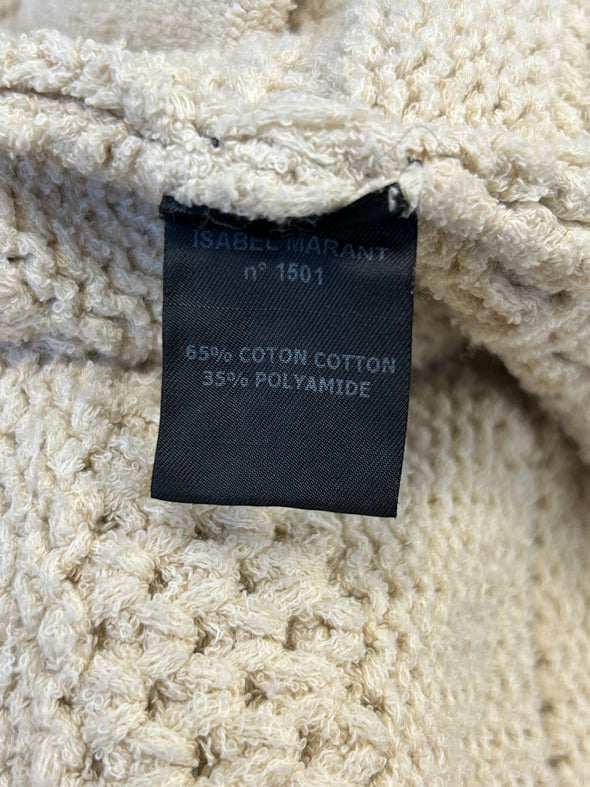 ISABEL MARANT
n° 1501
65% COTON COTTON
35% POLYAMIDE